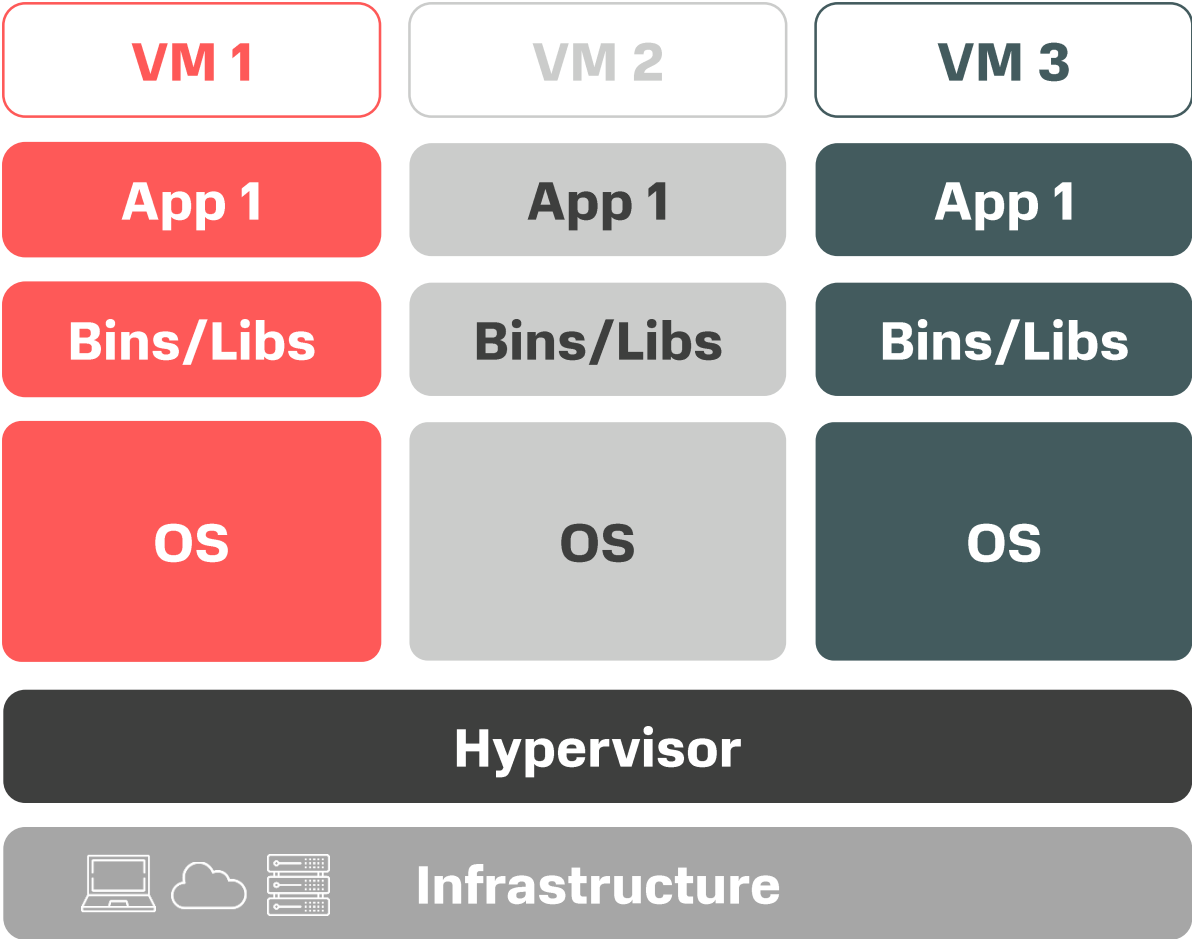 VM 1
VM 2
VM 3
App 1
App 1
App 1
Bins/Libs
Bins/Libs
Bins/Libs
OS
OS
OS
Hypervisor
Infrastructure